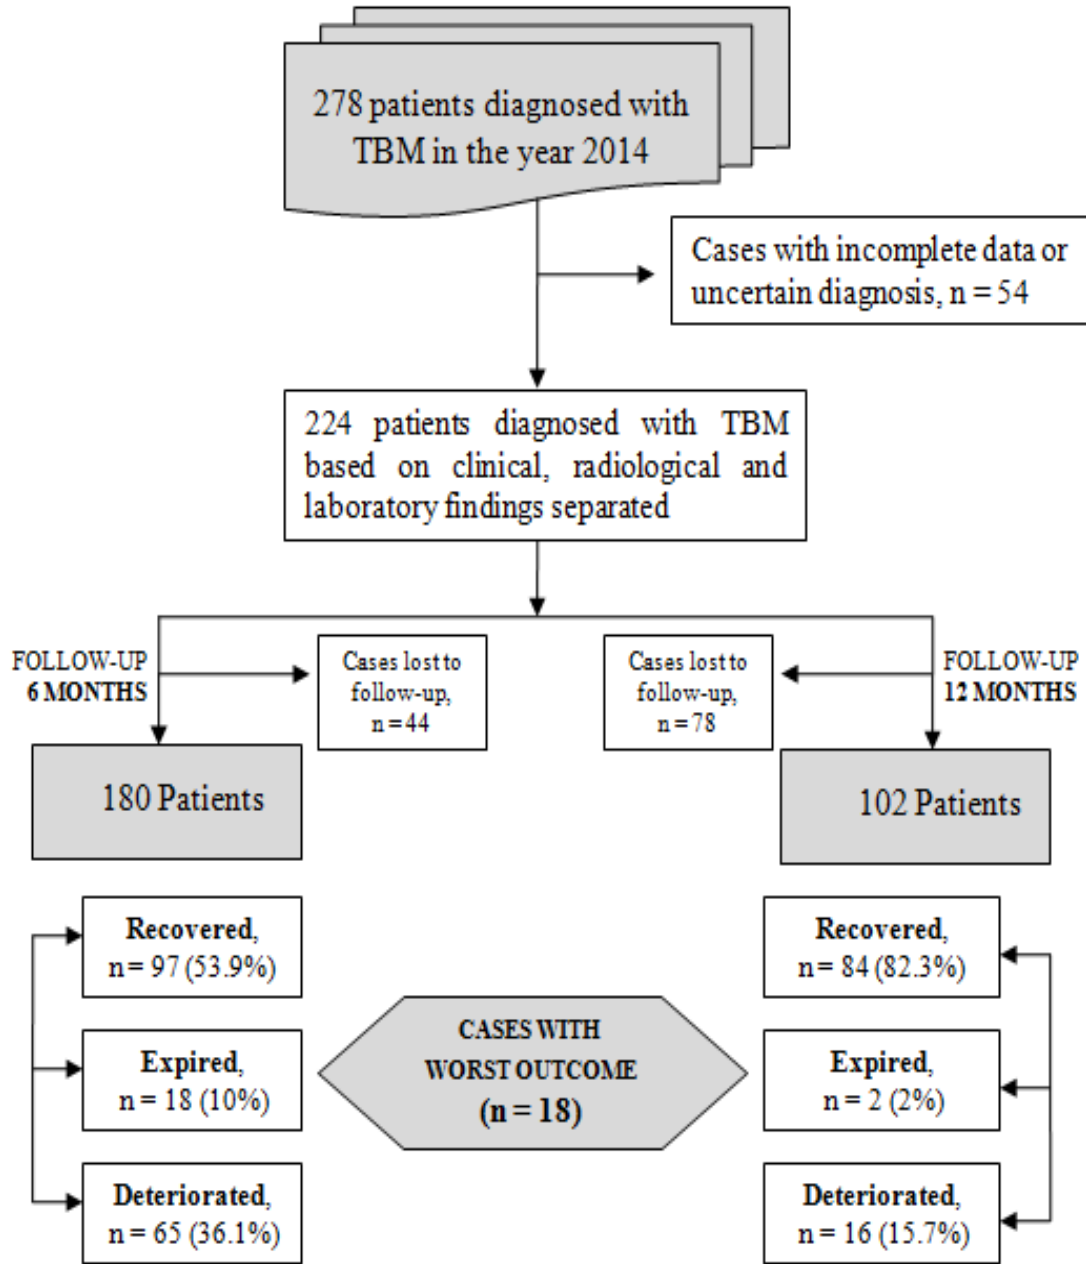 278 patients diagnosed with
TBM in the year 2014
Cases with incomplete data or
uncertain diagnosis, n = 54
224 patients diagnosed with TBM
based on clinical, radiological and
laboratory findings separated
FOLLOW-UP
6 MONTHS
Cases lost to
follow-up,
n = 44
Cases lost to
follow-up,
n = 78
FOLLOW-UP
12 MONTHS
180 Patients
102 Patients
Recovered,
n = 97 (53.9%)
Expired,
n = 18 (10%)
Deteriorated,
n = 65 (36.1%)
CASES WITH
WORST OUTCOME
(n = 18)
Recovered,
n = 84 (82.3%)
Expired,
n = 2 (2%)
Deteriorated,
n = 16 (15.7%)